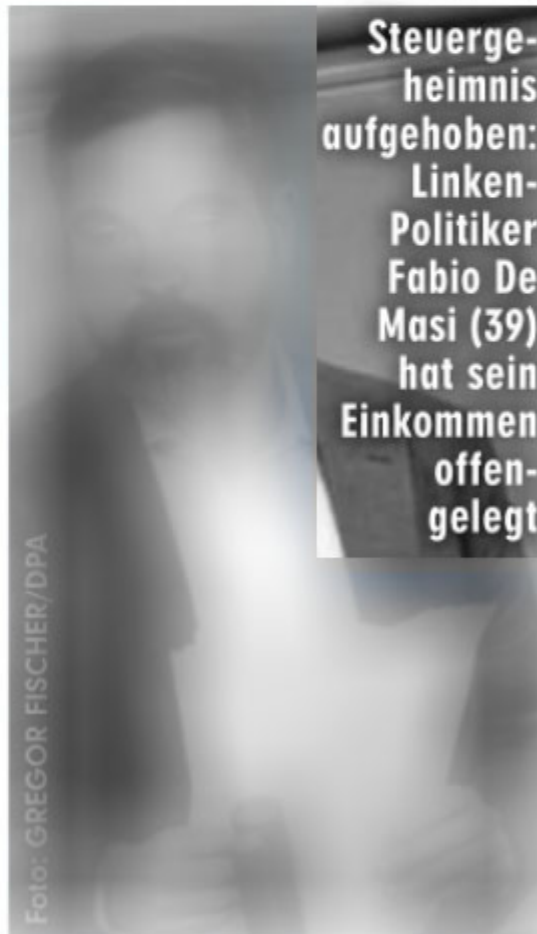 Steuerge-
heimnis
aufgehoben:
Linken-
Politiker
Fabio De
Masi (39)
hat sein
Einkommen
offen-
gelegt
Foto: GREGOR FISCHER/DPA